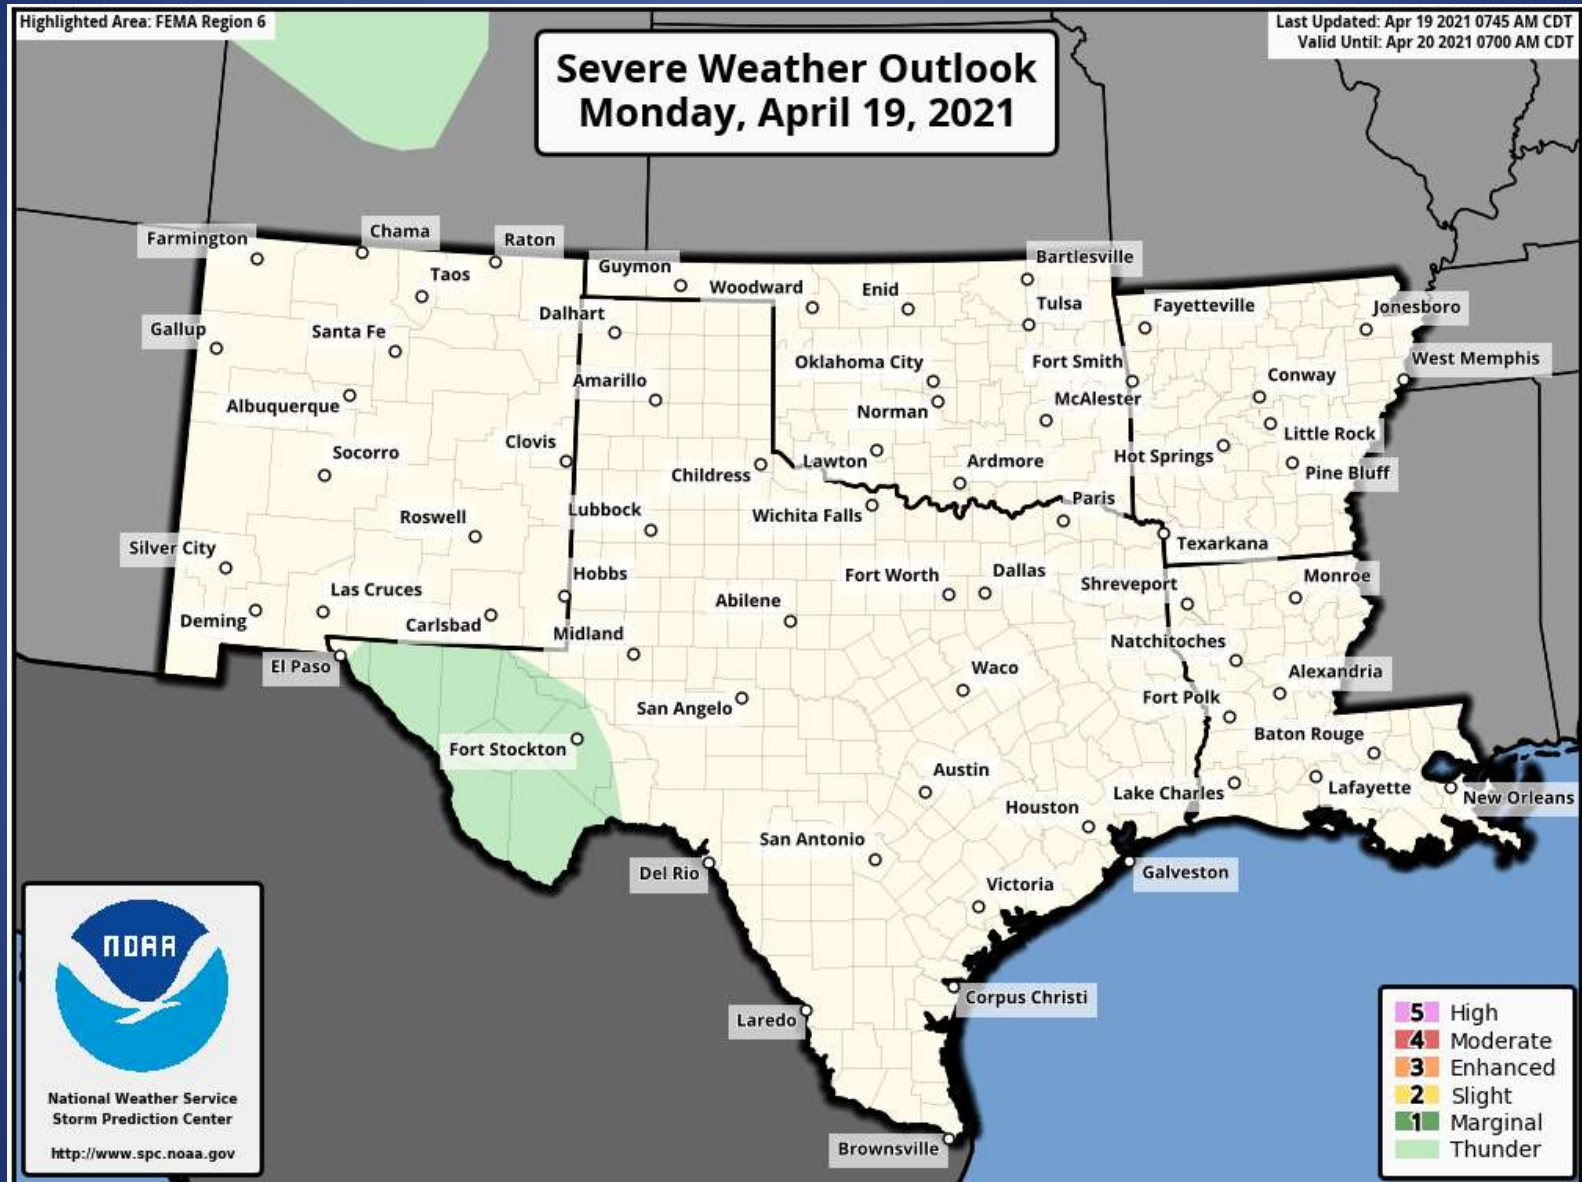 Highlighted Area: FEMA Region 6
Last Updated: Apr 19 2021 0745 AM CDT
Valid Until: Apr 20 2021 0700 AM CDT
Severe Weather Outlook
Monday, April 19, 2021
Farmington
Chama
Raton
Taos
Guymon
Woodward
Enid
Bartlesville
Tulsa
Fayetteville
Jonesboro
Gallup
Santa Fe
Dalhart
Oklahoma City
Fort Smith
West Memphis
Albuquerque
Amarillo
Norman
McAlester
Conway
Little Rock
Socorro
Clovis
Childress
Lawton
Ardmore
Hot Springs
Pine Bluff
Roswell
Lubbock
Wichita Falls
Paris
Texarkana
Silver City
Las Cruces
Hobbs
Abilene
Fort Worth
Dallas
Shreveport
Monroe
Deming
Carlsbad
Midland
Natchitoches
El Paso
San Angelo
Waco
Fort Polk
Alexandria
Fort Stockton
Austin
Baton Rouge
Houston
Lake Charles
Lafayette
New Orleans
San Antonio
Del Rio
Victoria
Galveston
Laredo
Corpus Christi
Brownsville
NOAA
National Weather Service
Storm Prediction Center
http://www.spc.noaa.gov
5 High
4 Moderate
3 Enhanced
2 Slight
1 Marginal
Thunder